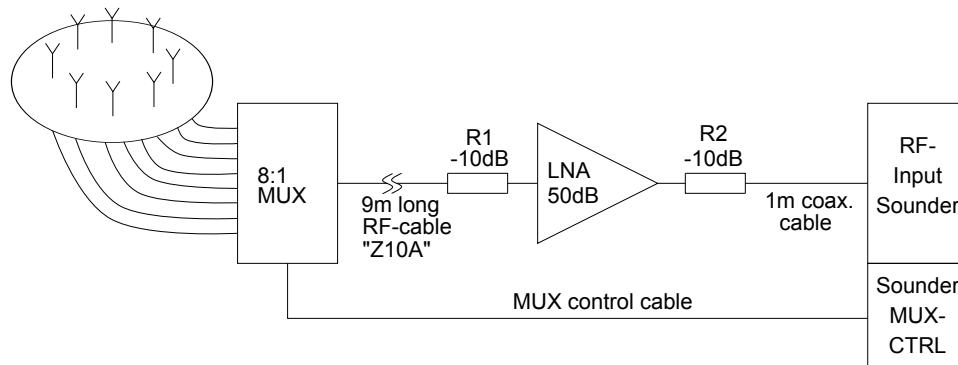 8:1
MUX
9m long
RF-cable
"Z10A"
R1
-10dB
LNA
50dB
R2
-10dB
1m coax.
cable
RF-
Input
Sounder
MUX control cable
Sounder
MUX-
CTRL